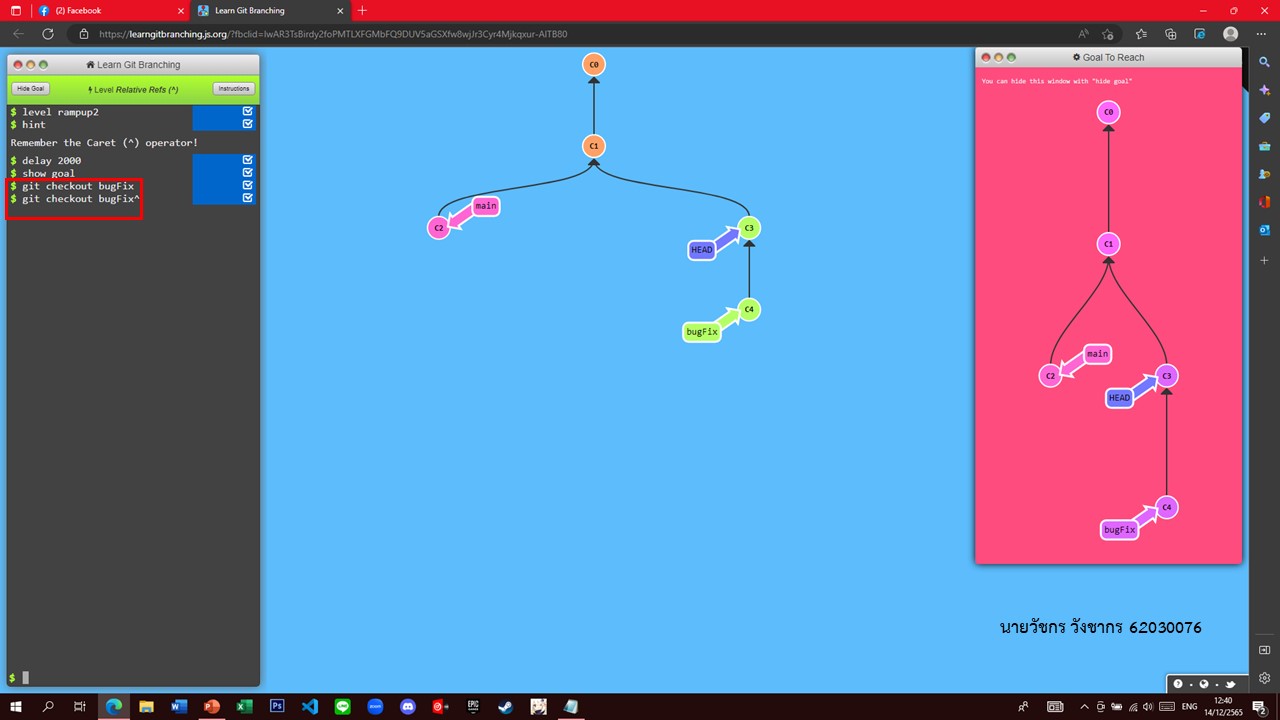 (2) Facebook
Learn Git Branching
https://learngitbranching.js.org/?fbclid=IwAR3Ts8irdy2foPMTLXFGMbFQ9DUV5aGSXfw8wjJr3Cyr4Mjkqxur-AITB80
Learn Git Branching
Hide Goal
Level Relative Refs (^)
Instructions
$ level rampup2
$ hint
Remember the Caret (^) operator!
$ delay 2000
$ show goal
$ git checkout bugFix
$ git checkout bugFix^
$
C0
C1
main
C2
C3
HEAD
C4
bugFix
Goal To Reach
You can hide this window with "hide goal"
C0
C1
main
C2
C3
HEAD
C4
bugFix
นายวัชกร วังชากร 62030076
ENG
12:40
14/12/2565